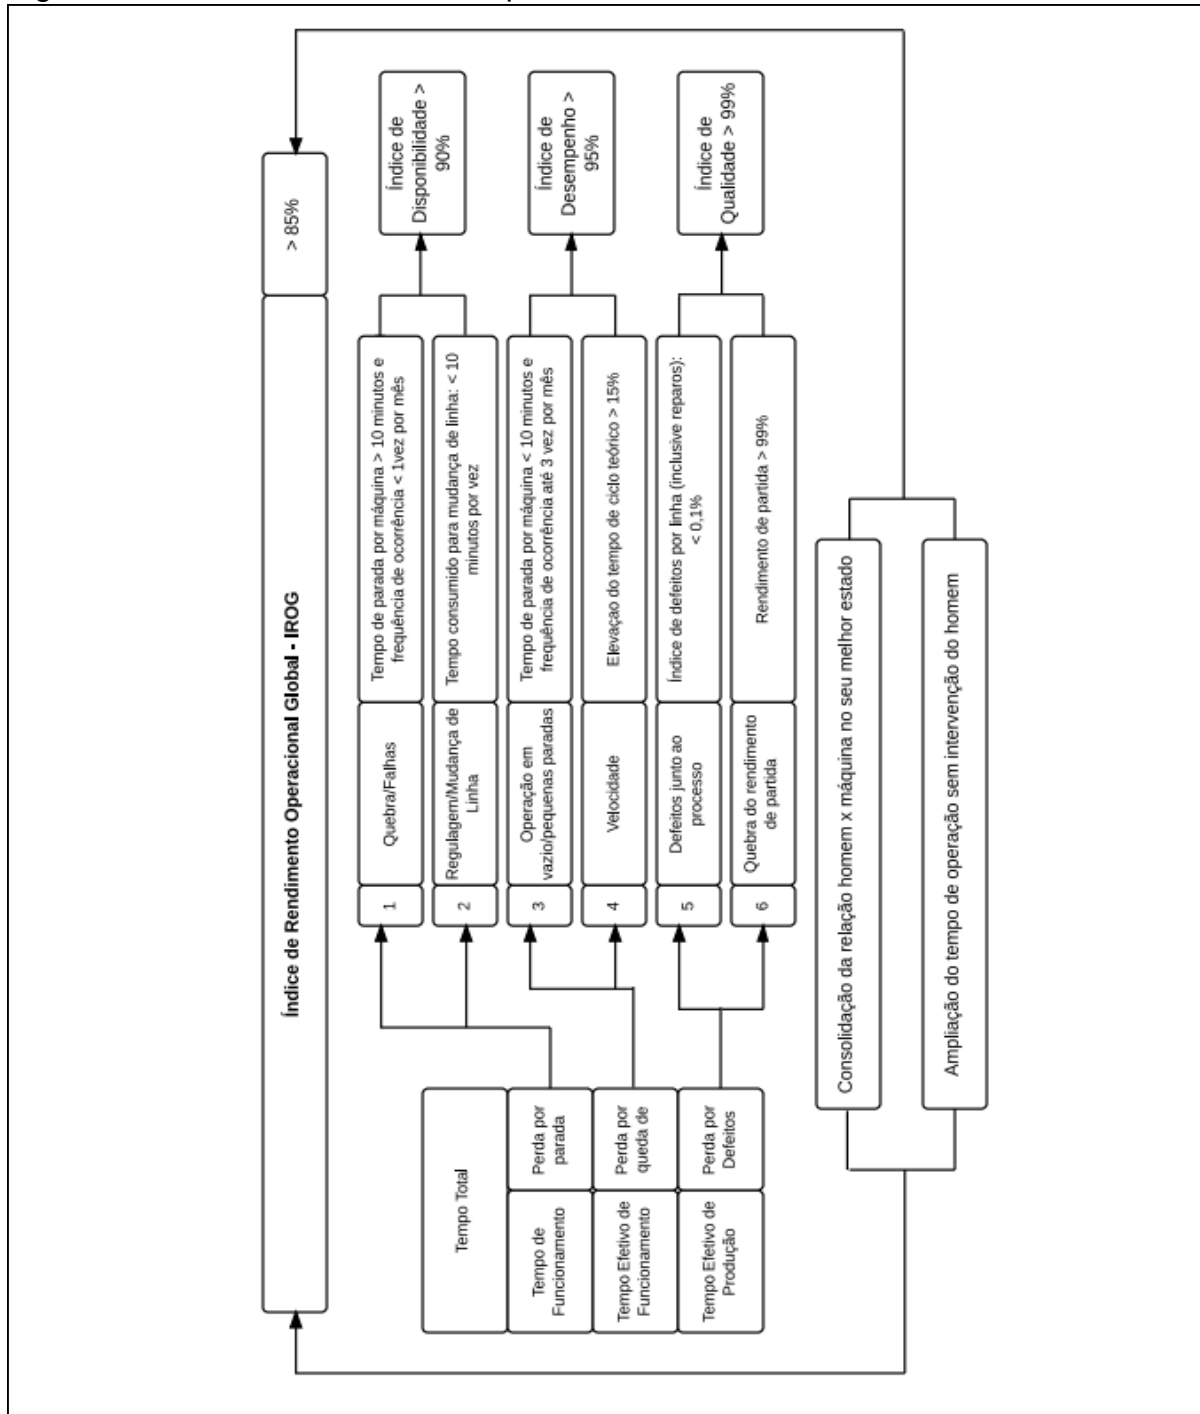 Índice de Rendimento Operacional Global - IROG
> 85%
Tempo Total
Tempo de
Funcionamento
Perda por
parada
Tempo Efetivo de
Funcionamento
Perda por
queda de
Tempo Efetivo de
Produção
Perda por
Defeitos
1
Quebra/Falhas
Tempo de parada por máquina > 10 minutos e
frequência de ocorrência < 1vez por mês
2
Regulagem/Mudança de
Linha
Tempo consumido para mudança de linha: < 10
minutos por vez
Índice de
Disponibilidade >
90%
3
Operação em
vazio/pequenas paradas
Tempo de parada por máquina < 10 minutos e
frequência de ocorrência até 3 vez por mês
4
Velocidade
Elevação do tempo de ciclo teórico > 15%
Índice de
Desempenho >
95%
5
Defeitos junto ao
processo
Índice de defeitos por linha (inclusive reparos):
< 0,1%
6
Quebra do rendimento
de partida
Rendimento de partida > 99%
Índice de
Qualidade > 99%
Consolidação da relação homem x máquina no seu melhor estado
Ampliação do tempo de operação sem intervenção do homem